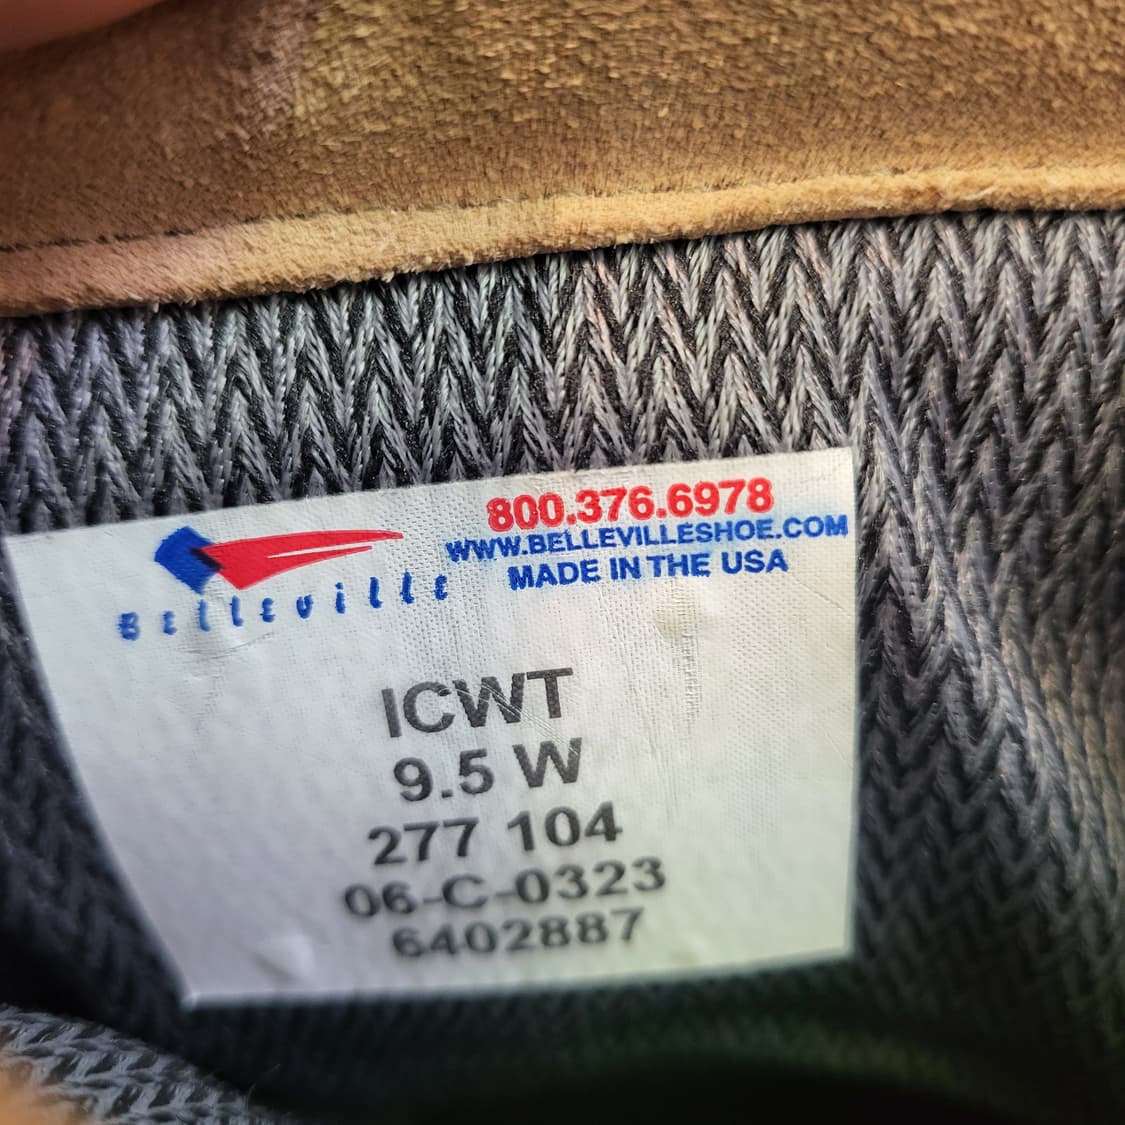 BELLEVILLE
800.376.6978
WWW.BELLEVILLESHOE.COM
MADE IN THE USA
ICWT
9.5 W
277 104
06-C-0323
6402887